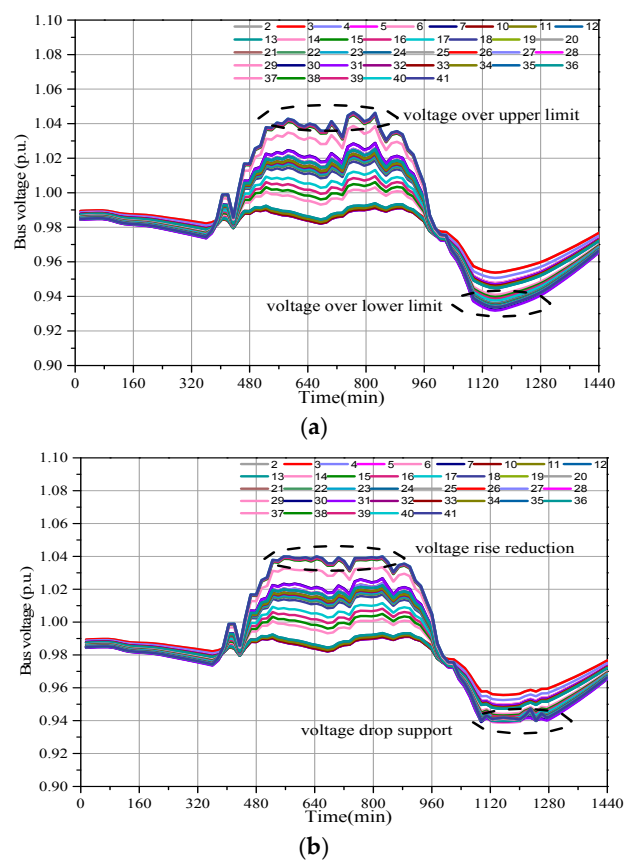 1.10
1.08
1.06
1.04
1.02
1.00
0.98
0.96
0.94
0.92
0.90
Bus voltage (p.u.)
2 3 4 5 6 7 10 11 12
13 14 15 16 17 18 19 20
21 22 23 24 25 26 27 28
29 30 31 32 33 34 35 36
37 38 39 40 41
voltage over upper limit
voltage over lower limit
0 160 320 480 640 800 960 1120 1280 1440
Time(min)
(a)
1.10
1.08
1.06
1.04
1.02
1.00
0.98
0.96
0.94
0.92
0.90
Bus voltage (p.u.)
2 3 4 5 6 7 10 11 12
13 14 15 16 17 18 19 20
21 22 23 24 25 26 27 28
29 30 31 32 33 34 35 36
37 38 39 40 41
voltage rise reduction
voltage drop support
0 160 320 480 640 800 960 1120 1280 1440
Time(min)
(b)